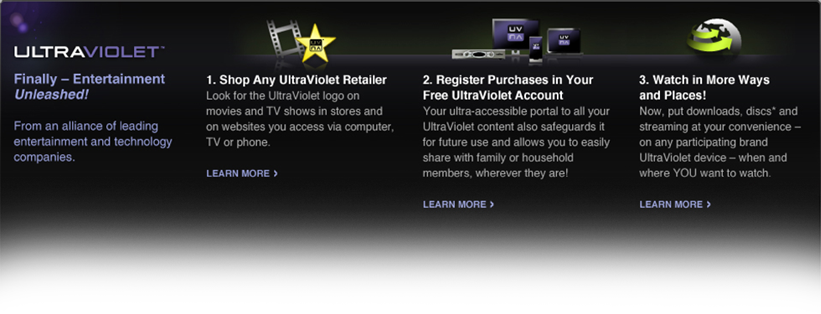 ULTRAVIOLET™
Finally – Entertainment
Unleashed!
From an alliance of leading
entertainment and technology
companies.
1. Shop Any UltraViolet Retailer
Look for the UltraViolet logo on
movies and TV shows in stores and
on websites you access via computer,
TV or phone.
LEARN MORE ›
UV
2. Register Purchases in Your
Free UltraViolet Account
Your ultra-accessible portal to all your
UltraViolet content also safeguards it
for future use and allows you to easily
share with family or household
members, wherever they are!
LEARN MORE ›
3. Watch in More Ways
and Places!
Now, put downloads, discs* and
streaming at your convenience –
on any participating brand
UltraViolet device – when and
where YOU want to watch.
LEARN MORE ›